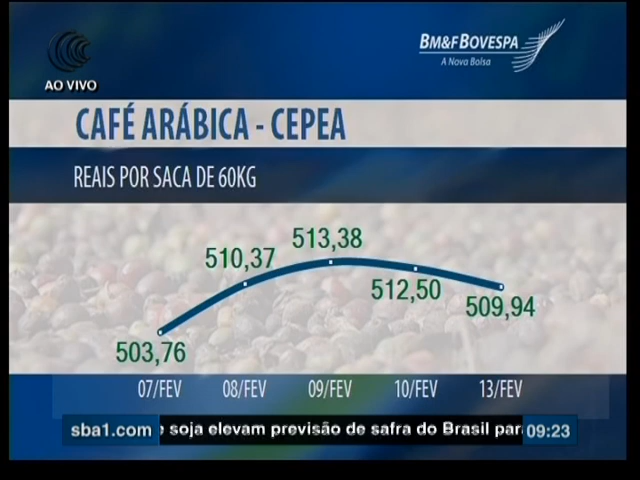 BM&FBOVESPA
A Nova Bolsa
AO VIVO
CAFÉ ARÁBICA - CEPEA
REAIS POR SACA DE 60KG
503,76 510,37 513,38 512,50 509,94
07/FEV 08/FEV 09/FEV 10/FEV 13/FEV
sba1.com e soja elevam previsão de safra do Brasil para 09:23